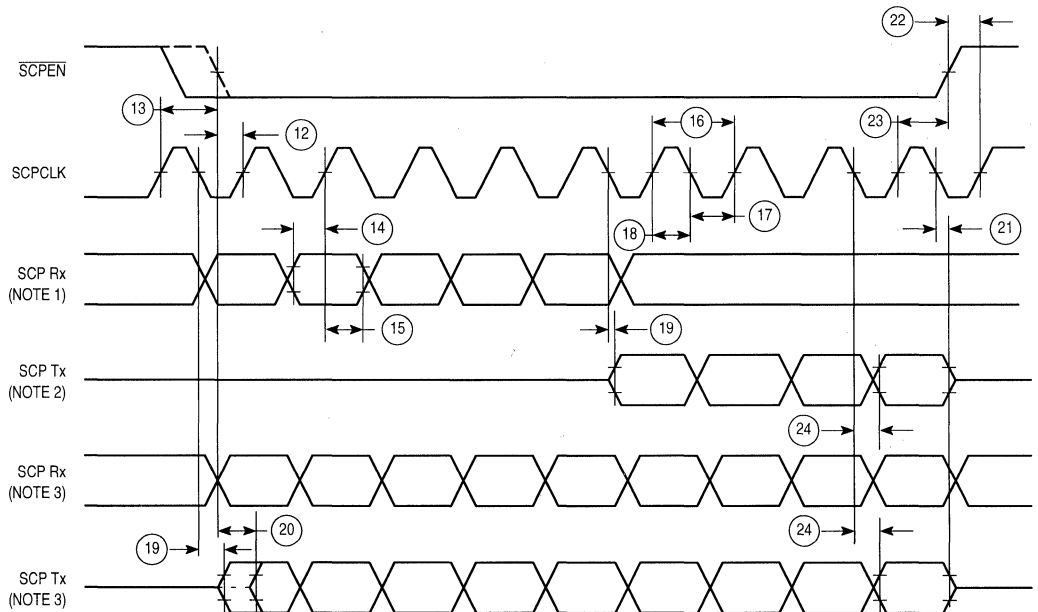 22
SCPEN
13
12
16
23
SCPCLK
14
17
18
21
SCP Rx
(NOTE 1)
15
19
SCP Tx
(NOTE 2)
24
SCP Rx
(NOTE 3)
20
24
19
SCP Tx
(NOTE 3)